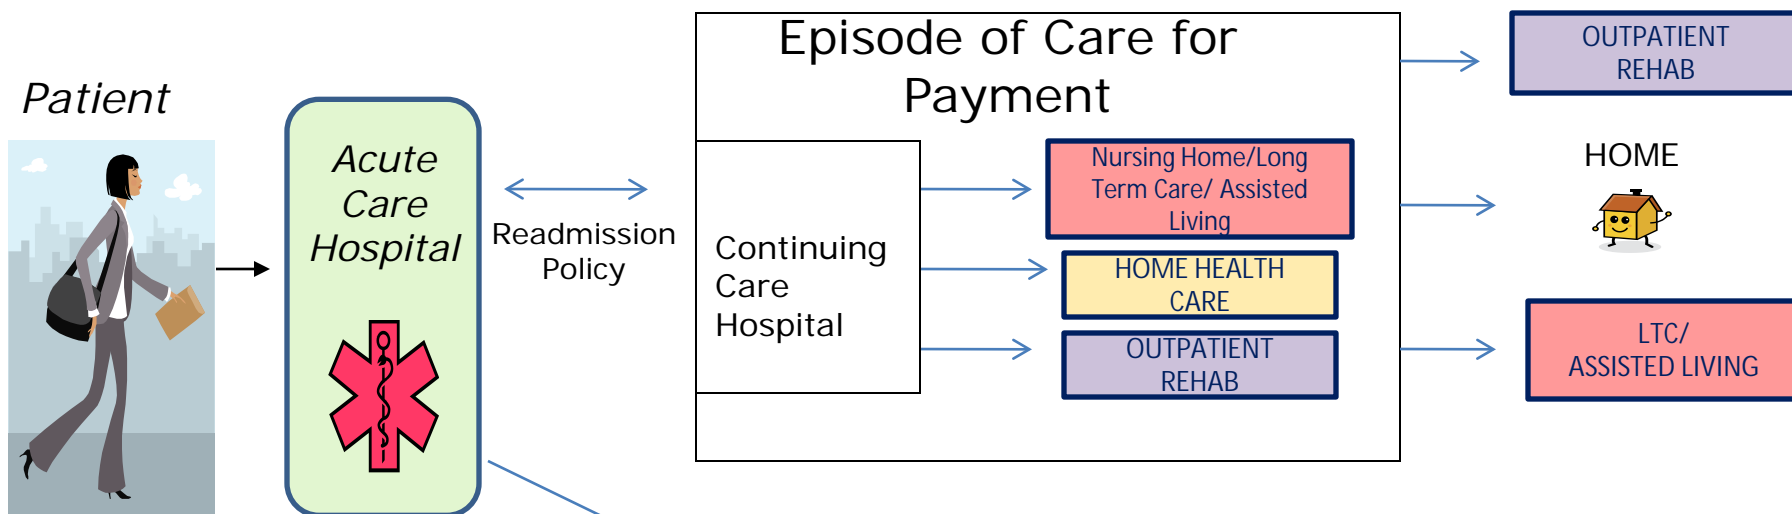 Patient
Acute
Care
Hospital
Readmission
Policy
Episode of Care for
Payment
Continuing
Care
Hospital
Nursing Home/Long
Term Care/ Assisted
Living
HOME HEALTH
CARE
OUTPATIENT
REHAB
OUTPATIENT
REHAB
HOME
LTC/
ASSISTED LIVING